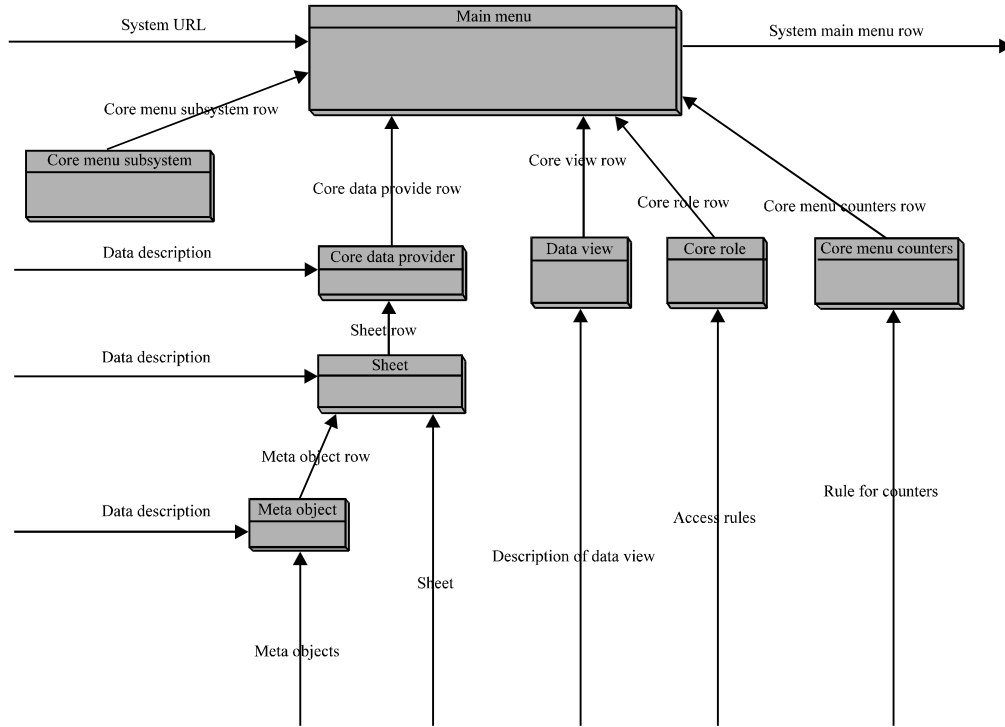 Main menu
System URL
System main menu row
Core menu subsystem row
Core menu subsystem
Core view row
Core data provide row
Core role row
Core menu counters row
Data description
Core data provider
Data view
Core role
Core menu counters
Sheet row
Data description
Sheet
Meta object row
Data description
Meta object
Rule for counters
Access rules
Description of data view
Sheet
Meta objects